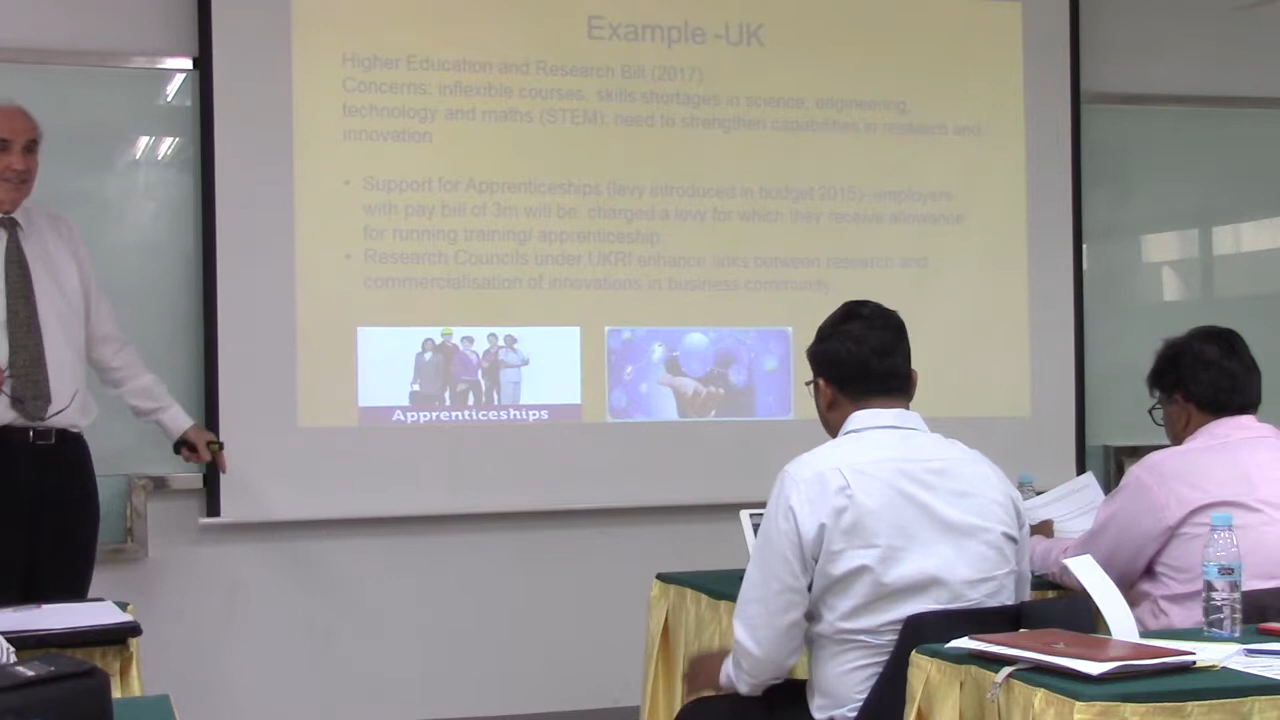 Example -UK
Higher Education and Research Bill (2017)
Concerns: inflexible courses, skills shortages in science, engineering,
technology and maths (STEM), need to strengthen capabilities in research and
innovation
• Support for Apprenticeships (levy introduced in budget 2015)- employers
with pay bill of 3m will be charged a levy for which they receive allowance
for running training/ apprenticeship
• Research Councils under UKRI enhance links between research and
commercialisation of innovations in business community
Apprenticeships